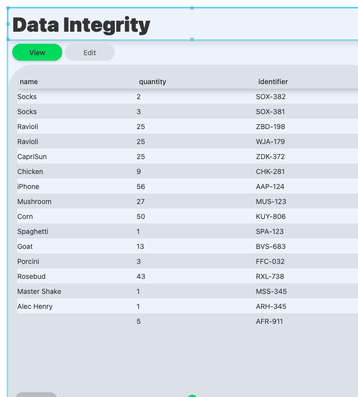 Data Integrity
View Edit
name quantity identifier
Socks 2 SOX-382
Socks 3 SOX-381
Ravioli 25 ZBD-198
Ravioli 25 WJA-179
CapriSun 25 ZDK-372
Chicken 9 CHK-281
iPhone 56 AAP-124
Mushroom 27 MUS-123
Corn 50 KUY-806
Spaghetti 1 SPA-123
Goat 13 BVS-683
Porcini 3 FFC-032
Rosebud 43 RXL-738
Master Shake 1 MSS-345
Alec Henry 1 ARH-345
5 AFR-911